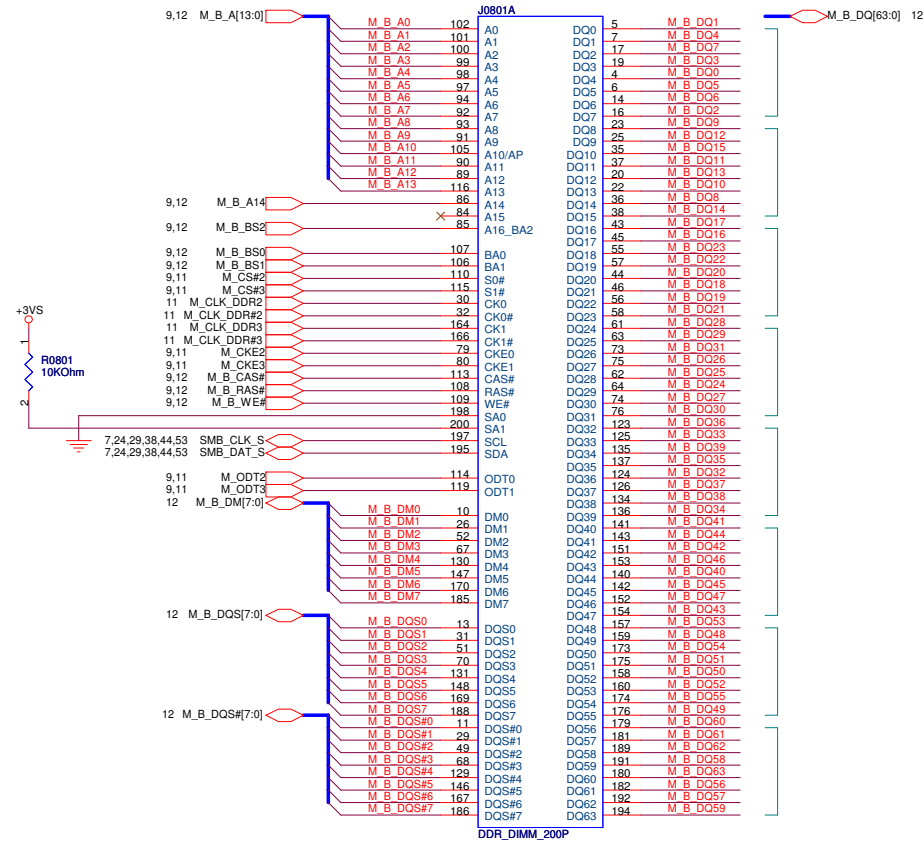 9,12 M_B_A[13:0]
J0801A
M_B_DQ[63:0] 12
M_B_A0 102 A0
M_B_A1 101 A1
M_B_A2 100 A2
M_B_A3 99 A3
M_B_A4 98 A4
M_B_A5 97 A5
M_B_A6 94 A6
M_B_A7 92 A7
M_B_A8 93 A8
M_B_A9 91 A9
M_B_A10 105 A10/AP
M_B_A11 90 A11
M_B_A12 89 A12
M_B_A13 116 A13
9,12 M_B_A14 86 A14
84 A15
9,12 M_B_BS2 85 A16_BA2
9,12 M_B_BS0 107 BA0
9,12 M_B_BS1 106 BA1
9,11 M_CS#2 110 S0#
9,11 M_CS#3 115 S1#
11 M_CLK_DDR2 30 CK0
11 M_CLK_DDR#2 32 CK0#
11 M_CLK_DDR3 164 CK1
11 M_CLK_DDR#3 166 CK1#
9,11 M_CKE2 79 CKE0
9,11 M_CKE3 80 CKE1
9,12 M_B_CAS# 113 CAS#
9,12 M_B_RAS# 108 RAS#
9,12 M_B_WE# 109 WE#
198 SA0
200 SA1
+3VS
1
R0801
10KOhm
2
7,24,29,38,44,53 SMB_CLK_S 197 SCL
7,24,29,38,44,53 SMB_DAT_S 195 SDA
9,11 M_ODT2 114 ODT0
9,11 M_ODT3 119 ODT1
12 M_B_DM[7:0]
M_B_DM0 10 DM0
M_B_DM1 26 DM1
M_B_DM2 52 DM2
M_B_DM3 67 DM3
M_B_DM4 130 DM4
M_B_DM5 147 DM5
M_B_DM6 170 DM6
M_B_DM7 185 DM7
12 M_B_DQS[7:0]
M_B_DQS0 13 DQS0
M_B_DQS1 31 DQS1
M_B_DQS2 51 DQS2
M_B_DQS3 70 DQS3
M_B_DQS4 131 DQS4
M_B_DQS5 148 DQS5
M_B_DQS6 169 DQS6
M_B_DQS7 188 DQS7
12 M_B_DQS#[7:0]
M_B_DQS#0 11 DQS#0
M_B_DQS#1 29 DQS#1
M_B_DQS#2 49 DQS#2
M_B_DQS#3 68 DQS#3
M_B_DQS#4 129 DQS#4
M_B_DQS#5 146 DQS#5
M_B_DQS#6 167 DQS#6
M_B_DQS#7 186 DQS#7
DQ0 5 M_B_DQ1
DQ1 7 M_B_DQ4
DQ2 17 M_B_DQ7
DQ3 19 M_B_DQ3
DQ4 4 M_B_DQ0
DQ5 6 M_B_DQ5
DQ6 14 M_B_DQ6
DQ7 16 M_B_DQ2
DQ8 23 M_B_DQ9
DQ9 25 M_B_DQ12
DQ10 35 M_B_DQ15
DQ11 37 M_B_DQ11
DQ12 20 M_B_DQ13
DQ13 22 M_B_DQ10
DQ14 36 M_B_DQ8
DQ15 38 M_B_DQ14
DQ16 43 M_B_DQ17
DQ17 45 M_B_DQ16
DQ18 55 M_B_DQ23
DQ19 57 M_B_DQ22
DQ20 44 M_B_DQ20
DQ21 46 M_B_DQ18
DQ22 56 M_B_DQ19
DQ23 58 M_B_DQ21
DQ24 61 M_B_DQ28
DQ25 63 M_B_DQ29
DQ26 73 M_B_DQ31
DQ27 75 M_B_DQ26
DQ28 62 M_B_DQ25
DQ29 64 M_B_DQ24
DQ30 74 M_B_DQ27
DQ31 76 M_B_DQ30
DQ32 123 M_B_DQ36
DQ33 125 M_B_DQ33
DQ34 135 M_B_DQ39
DQ35 137 M_B_DQ35
DQ36 124 M_B_DQ32
DQ37 126 M_B_DQ37
DQ38 134 M_B_DQ38
DQ39 136 M_B_DQ34
DQ40 141 M_B_DQ41
DQ41 143 M_B_DQ44
DQ42 151 M_B_DQ42
DQ43 153 M_B_DQ46
DQ44 140 M_B_DQ40
DQ45 142 M_B_DQ45
DQ46 152 M_B_DQ47
DQ47 154 M_B_DQ43
DQ48 157 M_B_DQ53
DQ49 159 M_B_DQ48
DQ50 173 M_B_DQ54
DQ51 175 M_B_DQ51
DQ52 158 M_B_DQ50
DQ53 160 M_B_DQ52
DQ54 174 M_B_DQ55
DQ55 176 M_B_DQ49
DQ56 179 M_B_DQ60
DQ57 181 M_B_DQ61
DQ58 189 M_B_DQ62
DQ59 191 M_B_DQ58
DQ60 180 M_B_DQ63
DQ61 182 M_B_DQ56
DQ62 192 M_B_DQ57
DQ63 194 M_B_DQ59
DDR_DIMM_200P